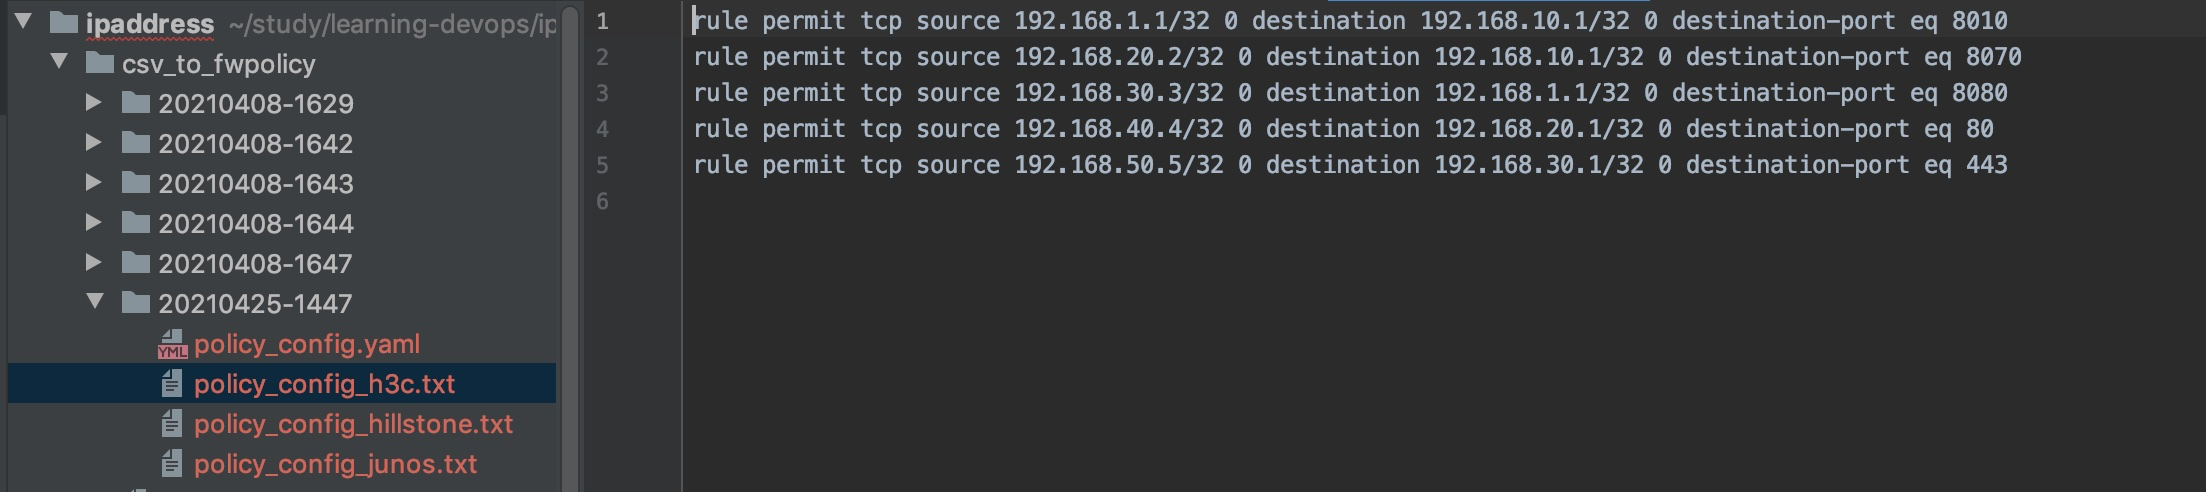 ipaddress ~/study/learning-devops/ip
csv_to_fwpolicy
20210408-1629
20210408-1642
20210408-1643
20210408-1644
20210408-1647
20210425-1447
YML policy_config.yaml
policy_config_h3c.txt
policy_config_hillstone.txt
policy_config_junos.txt
1 rule permit tcp source 192.168.1.1/32 0 destination 192.168.10.1/32 0 destination-port eq 8010
2 rule permit tcp source 192.168.20.2/32 0 destination 192.168.10.1/32 0 destination-port eq 8070
3 rule permit tcp source 192.168.30.3/32 0 destination 192.168.1.1/32 0 destination-port eq 8080
4 rule permit tcp source 192.168.40.4/32 0 destination 192.168.20.1/32 0 destination-port eq 80
5 rule permit tcp source 192.168.50.5/32 0 destination 192.168.30.1/32 0 destination-port eq 443
6